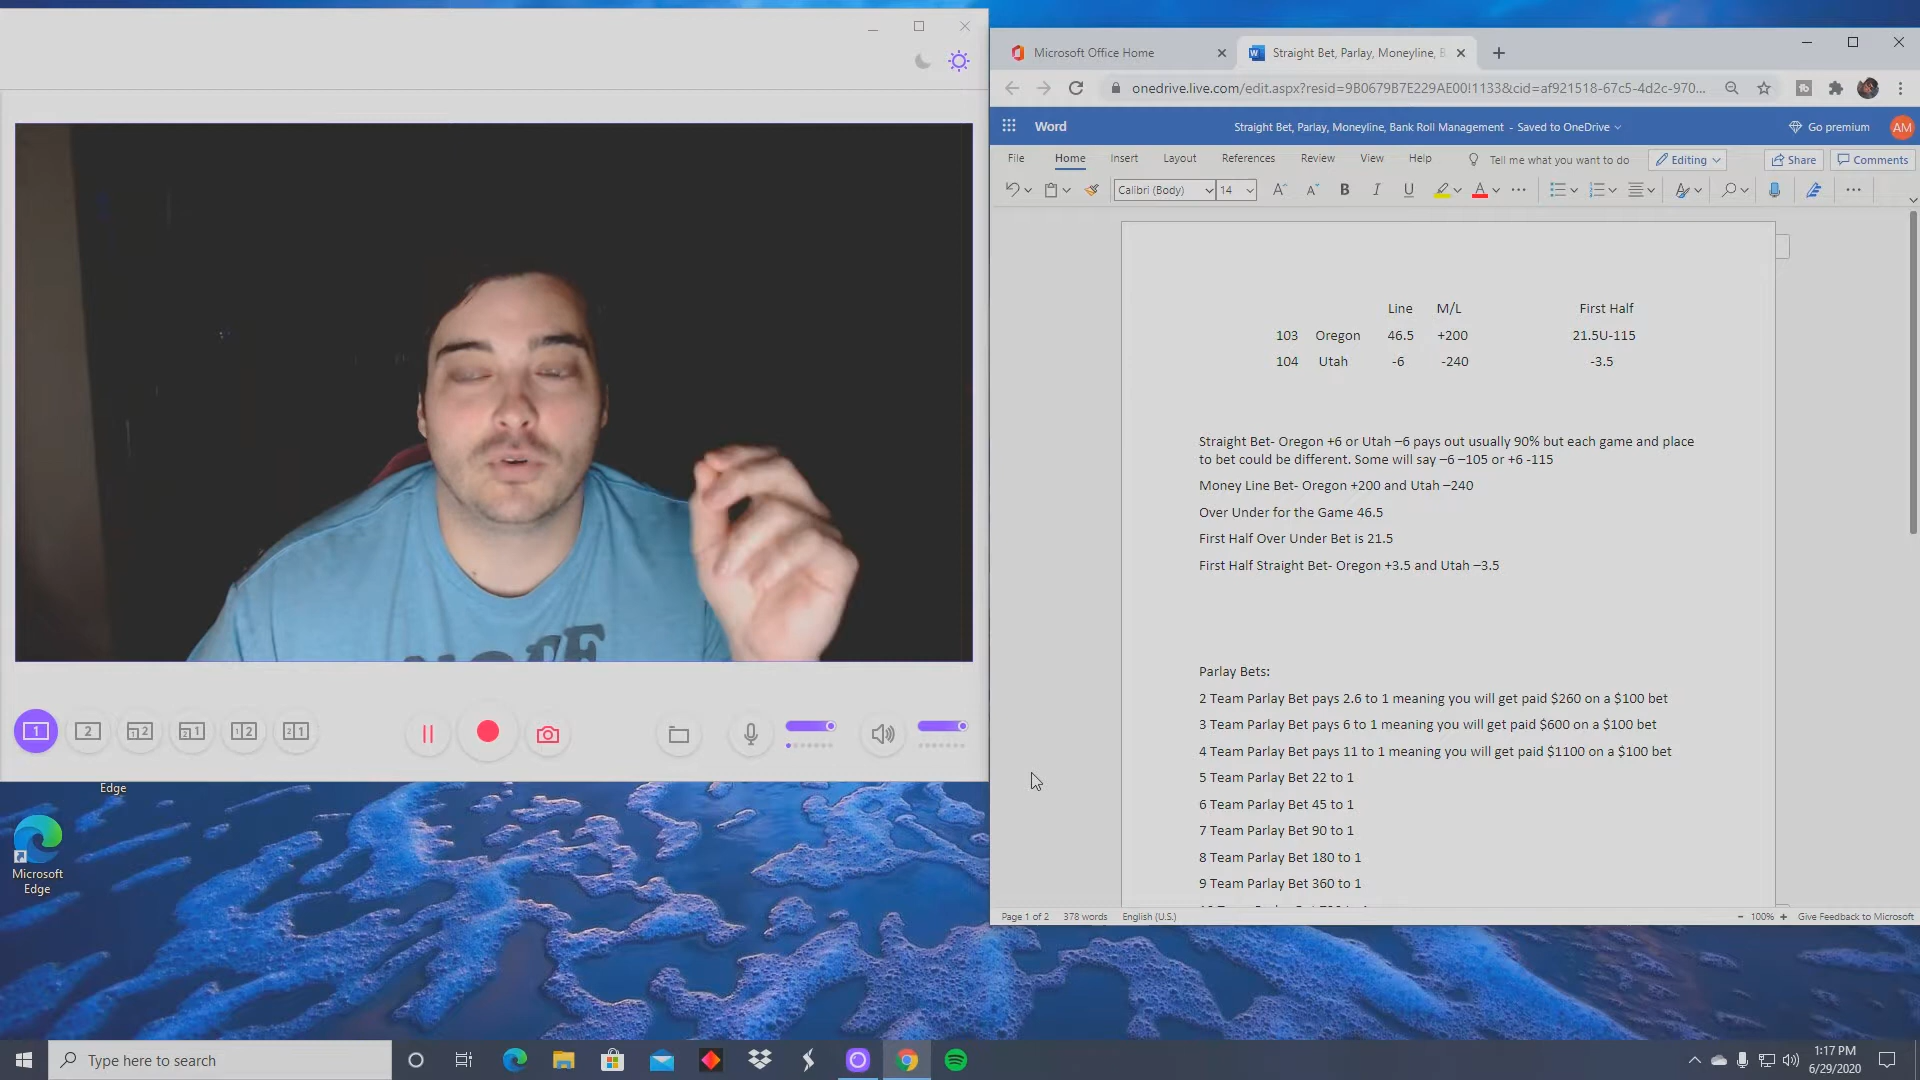 Microsoft Office Home
Straight Bet, Parlay, Moneyline, B
onedrive.live.com/edit.aspx?resid=9B0679B7E229AE00!1133&cid=af921518-67c5-4d2c-970...
Word
Straight Bet, Parlay, Moneyline, Bank Roll Management - Saved to OneDrive
Go premium
AM
File Home Insert Layout References Review View Help Tell me what you want to do Editing Share Comments
Calibri (Body) 14
Line M/L First Half
103 Oregon 46.5 +200 21.5U-115
104 Utah -6 -240 -3.5
Straight Bet- Oregon +6 or Utah –6 pays out usually 90% but each game and place
to bet could be different. Some will say –6 –105 or +6 -115
Money Line Bet- Oregon +200 and Utah –240
Over Under for the Game 46.5
First Half Over Under Bet is 21.5
First Half Straight Bet- Oregon +3.5 and Utah –3.5
Parlay Bets:
2 Team Parlay Bet pays 2.6 to 1 meaning you will get paid $260 on a $100 bet
3 Team Parlay Bet pays 6 to 1 meaning you will get paid $600 on a $100 bet
4 Team Parlay Bet pays 11 to 1 meaning you will get paid $1100 on a $100 bet
5 Team Parlay Bet 22 to 1
6 Team Parlay Bet 45 to 1
7 Team Parlay Bet 90 to 1
8 Team Parlay Bet 180 to 1
9 Team Parlay Bet 360 to 1
Page 1 of 2 378 words English (U.S.) 100% Give Feedback to Microsoft
1 2 12 21 12 21
Edge
Microsoft
Edge
Type here to search
1:17 PM
6/29/2020